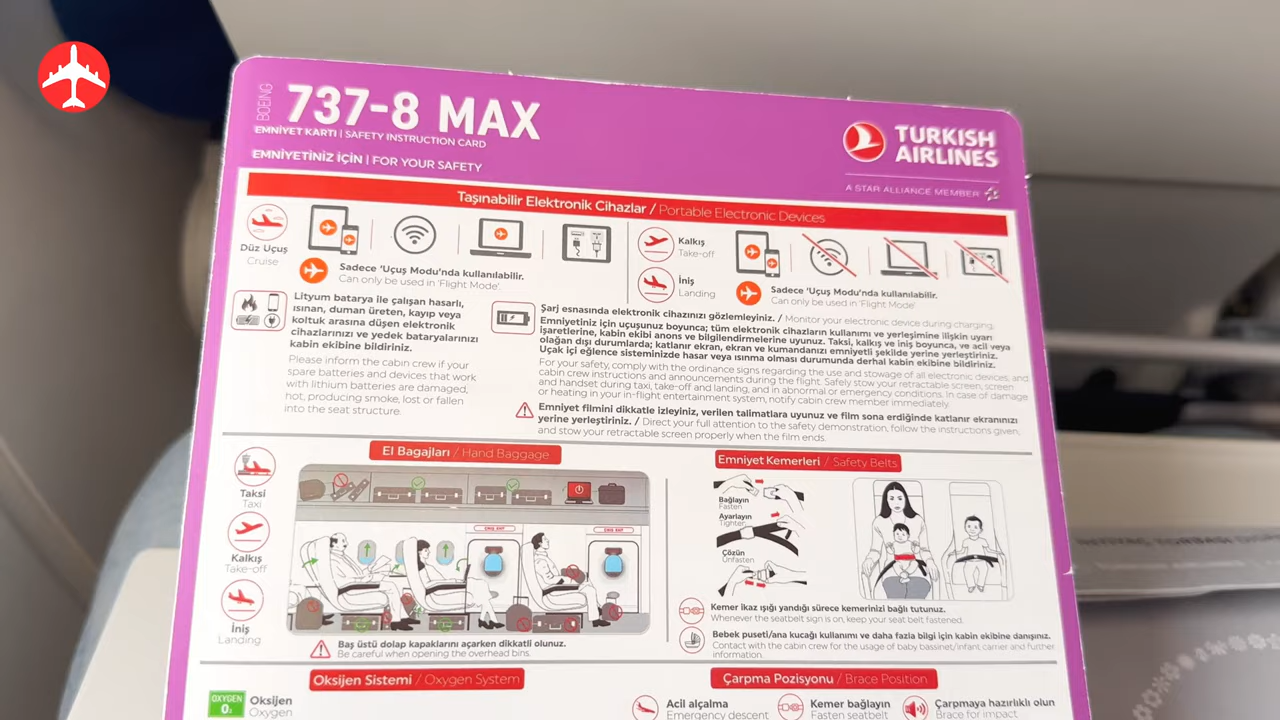 BOEING
737-8 MAX
EMNİYET KARTI | SAFETY INSTRUCTION CARD
EMNİYETİNİZ İÇİN | FOR YOUR SAFETY
TURKISH
AIRLINES
A STAR ALLIANCE MEMBER
Taşınabilir Elektronik Cihazlar / Portable Electronic Devices
Düz Uçuş
Cruise
Sadece 'Uçuş Modu'nda kullanılabilir.
Can only be used in 'Flight Mode'.
Kalkış
Take-off
İniş
Landing
Sadece 'Uçuş Modu'nda kullanılabilir.
Can only be used in 'Flight Mode'
Lityum batarya ile çalışan hasarlı,
ısınan, duman üreten, kayıp veya
koltuk arasına düşen elektronik
cihazlarınızı ve yedek bataryalarınızı
kabin ekibine bildiriniz.
Please inform the cabin crew if your
spare batteries and devices that work
with lithium batteries are damaged,
hot, producing smoke, lost or fallen
into the seat structure.
Şarj esnasında elektronik cihazınızı gözlemleyiniz. / Monitor your electronic device during charging.
Emniyetiniz için uçuşunuz boyunca; tüm elektronik cihazların kullanımı ve yerleşimine ilişkin uyarı
işaretlerine, kabin ekibi anons ve bilgilendirmelerine uyunuz. Taksi, kalkış ve iniş boyunca, ve acil veya
olağan dışı durumlarda; katlanır ekran, ekran ve kumandanızı emniyetli şekilde yerine yerleştiriniz.
Uçak içi eğlence sisteminizde hasar veya ısınma olması durumunda derhal kabin ekibine bildiriniz.
For your safety, comply with the ordinance signs regarding the use and stowage of all electronic devices, and
cabin crew instructions and announcements during the flight. Safely stow your retractable screen, screen
and handset during taxi, take-off and landing, and in abnormal or emergency conditions. In case of damage
or heating in your in-flight entertainment system, notify cabin crew member immediately.
Emniyet filmini dikkatle izleyiniz, verilen talimatlara uyunuz ve film sona erdiğinde katlanır ekranınızı
yerine yerleştiriniz. / Direct your full attention to the safety demonstration, follow the instructions given,
and stow your retractable screen properly when the film ends.
El Bagajları / Hand Baggage
Taksi
Taxi
Kalkış
Take-off
İniş
Landing
Baş üstü dolap kapaklarını açarken dikkatli olunuz.
Be careful when opening the overhead bins.
Emniyet Kemerleri / Safety Belts
Bağlayın
Fasten
Ayarlayın
Tighten
Çözün
Unfasten
Kemer ikaz ışığı yandığı sürece kemerinizi bağlı tutunuz.
Whenever the seatbelt sign is on, keep your seat belt fastened.
Bebek puseti/ana kucağı kullanımı ve daha fazla bilgi için kabin ekibine danışınız.
Contact with the cabin crew for the usage of baby bassinet/infant carrier and further
information.
Oksijen Sistemi / Oxygen System
OXYGEN
O₂
Oksijen
Oxygen
Çarpma Pozisyonu / Brace Position
Acil alçalma
Emergency descent
Kemer bağlayın
Fasten seatbelt
Çarpmaya hazırlıklı olun
Brace for impact